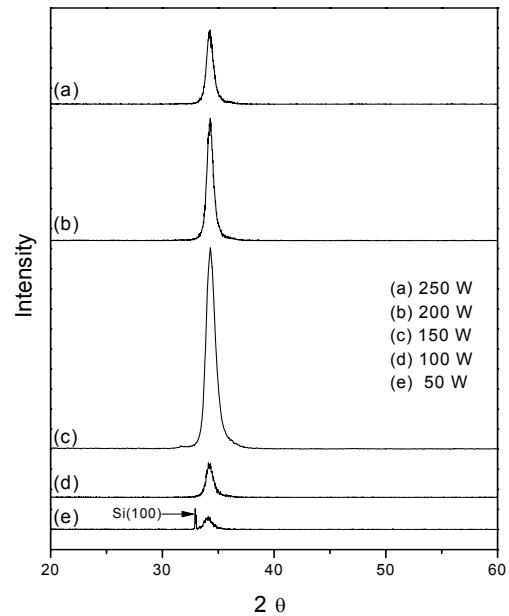 (a)
(b)
(c)
(d)
(e)
Si(100)
Intensity
(a) 250 W
(b) 200 W
(c) 150 W
(d) 100 W
(e) 50 W
20 30 40 50 60
2 θ